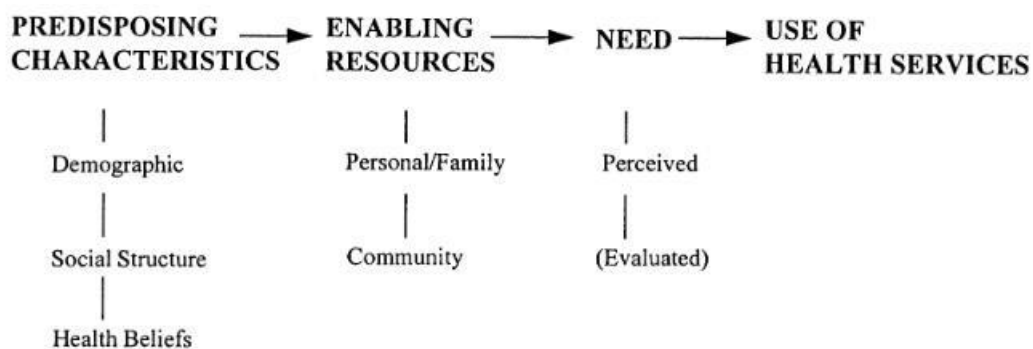 PREDISPOSING CHARACTERISTICS
ENABLING RESOURCES
NEED
USE OF HEALTH SERVICES
Demographic
Personal/Family
Perceived
Social Structure
Community
(Evaluated)
Health Beliefs